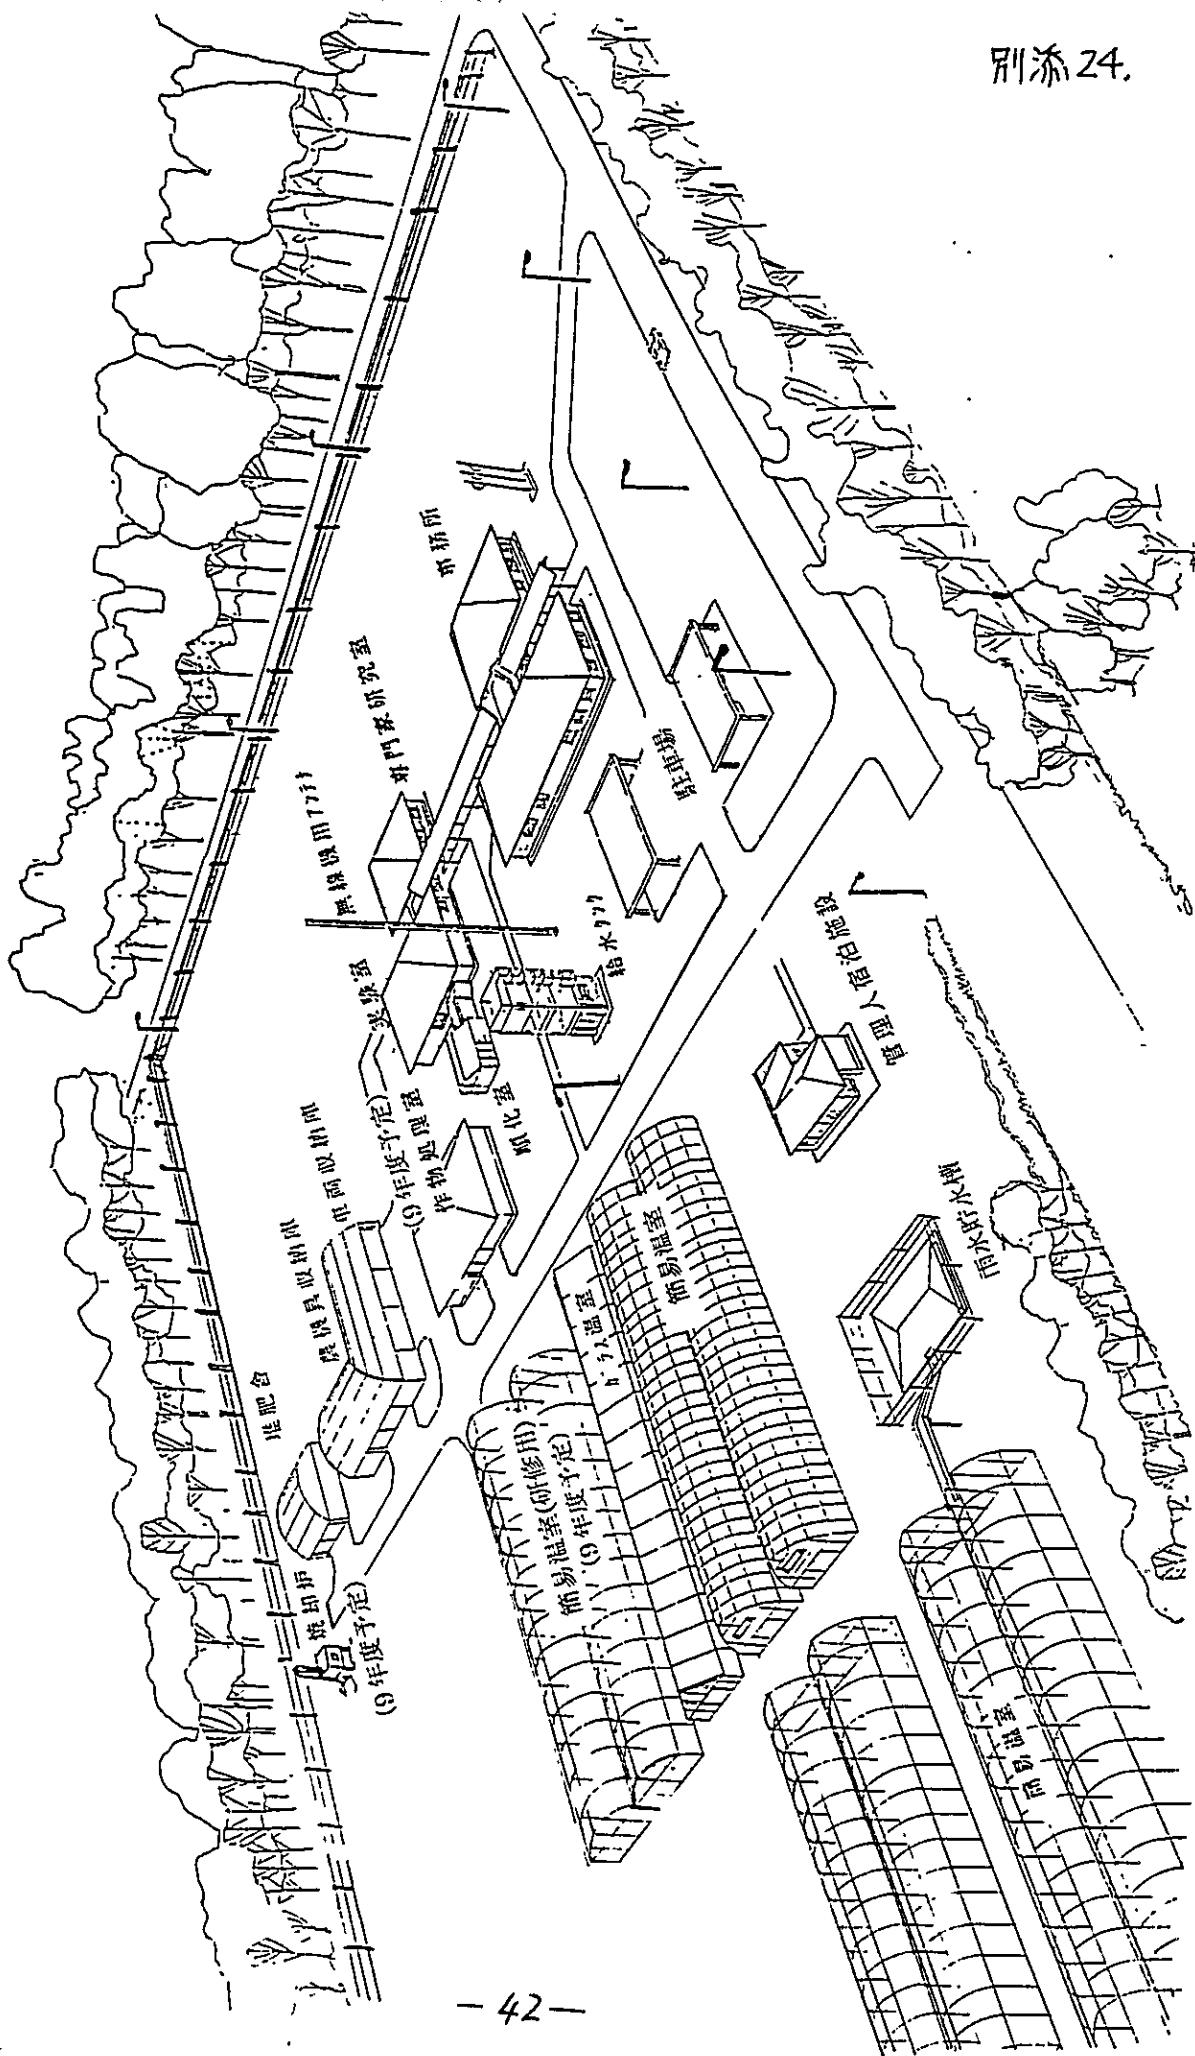 別添24.
事務所
専門家研究室
無線機用アンテナ
実験室
給水タンク
駐車場
順化室
作物処理室
(9年度予定)
車両収納庫
農機具収納庫
堆肥舎
焼却炉
(9年度予定)
管理人宿泊施設
雨水貯水槽
簡易温室
ガラス温室
簡易温室(研修用)
(9年度予定)
簡易温室
-42-